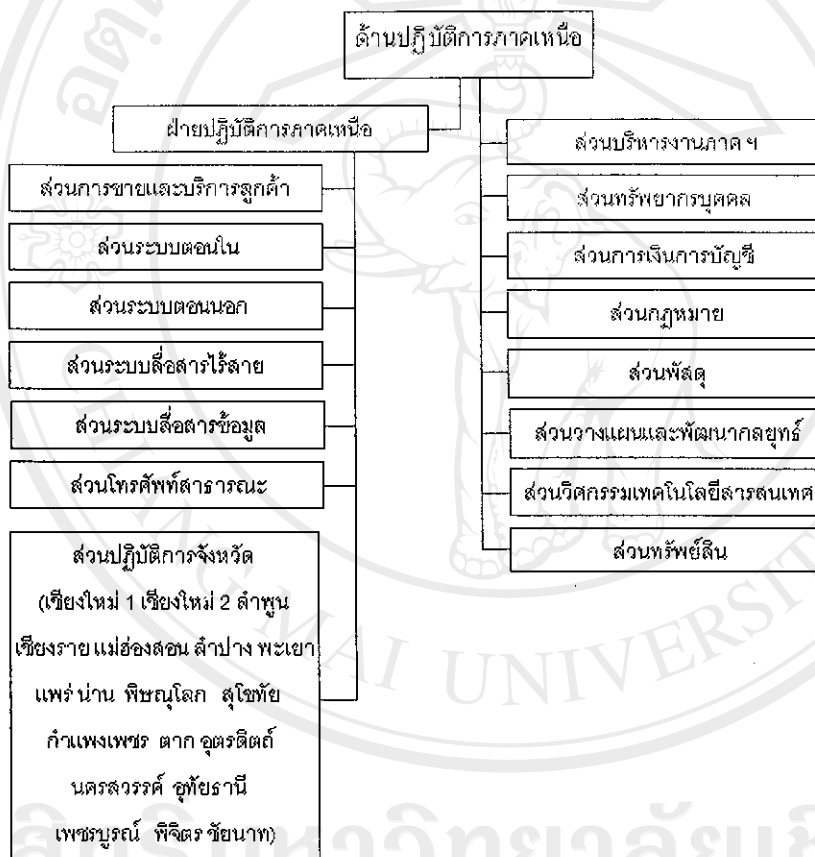 ด้านปฏิบัติการภาคเหนือ
ฝ่ายปฏิบัติการภาคเหนือ
ส่วนการขายและบริการลูกค้า
ส่วนระบบตอนใน
ส่วนระบบตอนนอก
ส่วนระบบสื่อสารไร้สาย
ส่วนระบบสื่อสารข้อมูล
ส่วนโทรศัพท์สาธารณะ
ส่วนปฏิบัติการจังหวัด
(เชียงใหม่ 1 เชียงใหม่ 2 ลำพูน
เชียงราย แม่ฮ่องสอน ลำปาง พะเยา
แพร่ น่าน พิษณุโลก สุโขทัย
กำแพงเพชร ตาก อุตรดิตถ์
นครสวรรค์ อุทัยธานี
เพชรบูรณ์ พิจิตร ชัยนาท)
ส่วนบริหารงานภาค ฯ
ส่วนทรัพยากรบุคคล
ส่วนการเงินการบัญชี
ส่วนกฎหมาย
ส่วนพัสดุ
ส่วนวางแผนและพัฒนากลยุทธ์
ส่วนวิศกรรมเทคโนโลยีสารสนเทศ
ส่วนทรัพย์สิน
CHIANG MAI UNIVERSITY